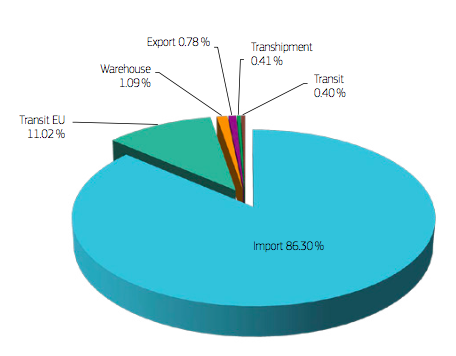 Export 0.78 %
Transhipment
0.41 %
Warehouse
1.09 %
Transit
0.40 %
Transit EU
11.02 %
Import 86.30 %